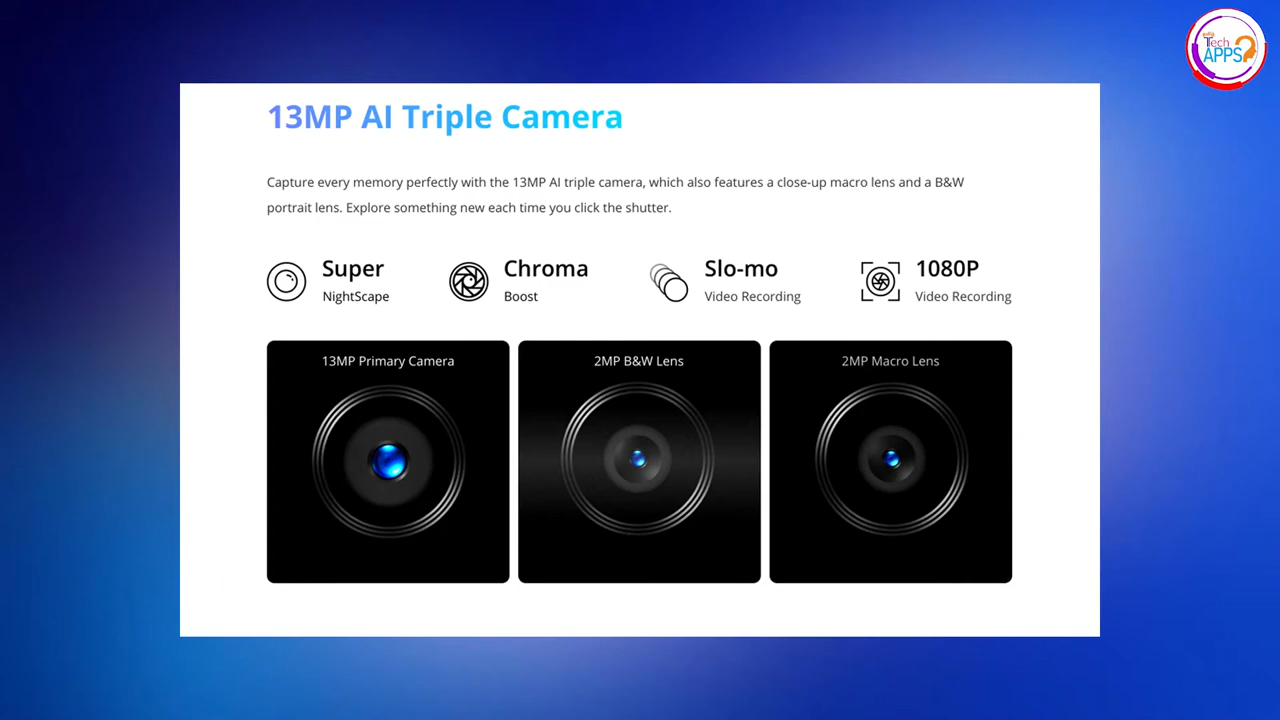 Tech
APPS
13MP AI Triple Camera
Capture every memory perfectly with the 13MP AI triple camera, which also features a close-up macro lens and a B&W
portrait lens. Explore something new each time you click the shutter.
Super
NightScape
Chroma
Boost
Slo-mo
Video Recording
1080P
Video Recording
13MP Primary Camera
2MP B&W Lens
2MP Macro Lens